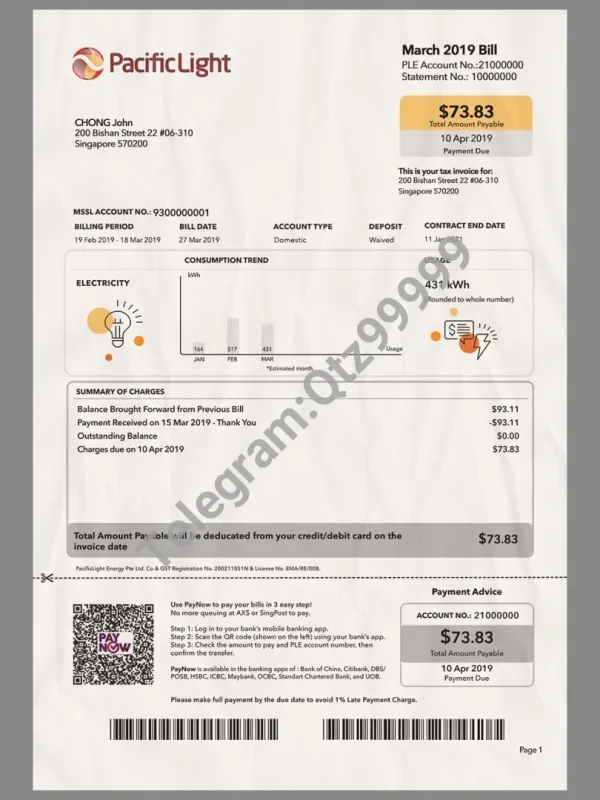 PacificLight
March 2019 Bill
PLE Account No.:21000000
Statement No.: 10000000
$73.83
Total Amount Payable
10 Apr 2019
Payment Due
CHONG John
200 Bishan Street 22 #06-310
Singapore 570200
This is your tax invoice for:
200 Bishan Street 22 #06-310
Singapore 570200
MSSL ACCOUNT NO.: 9300000001
BILLING PERIOD BILL DATE ACCOUNT TYPE DEPOSIT CONTRACT END DATE
19 Feb 2019 - 18 Mar 2019 27 Mar 2019 Domestic Waived 11 Jan 2021
CONSUMPTION TREND USAGE
kWh
ELECTRICITY
431 kWh
(Rounded to whole number)
164 517 431 Usage
JAN FEB MAR
*Estimated month
SUMMARY OF CHARGES
Balance Brought Forward from Previous Bill $93.11
Payment Received on 15 Mar 2019 - Thank You -$93.11
Outstanding Balance $0.00
Charges due on 10 Apr 2019 $73.83
Total Amount Payable will be deducated from your credit/debit card on the
invoice date
$73.83
PacificLight Energy Pte Ltd. Co & GST Registration No. 200211051N & License No. EMA/RE/008.
Payment Advice
PAY
NOW
Use PayNow to pay your bills in 3 easy step!
No more queuing at AXS or SingPost to pay.
Step 1: Log in to your bank's mobile banking app.
Step 2: Scan the QR code (shown on the left) using your bank's app.
Step 3: Check the amount to pay and PLE account number, then
confirm the transfer.
PayNow is available in the banking apps of : Bank of China, Citibank, DBS/
POSB, HSBC, ICBC, Maybank, OCBC, Standart Chartered Bank, and UOB.
ACCOUNT NO.: 21000000
$73.83
Total Amount Payable
10 Apr 2019
Payment Due
Please make full payment by the due date to avoid 1% Late Payment Charge.
Page 1
Telegram:Qtz99999